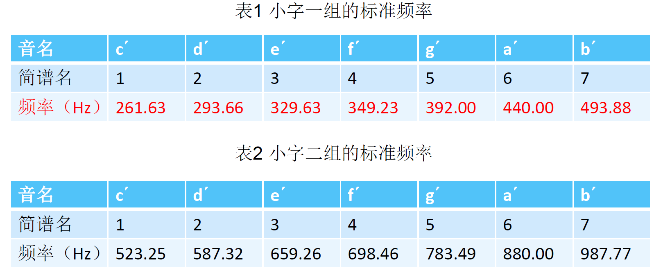 表1 小字一组的标准频率
音名 c´ d´ e´ f´ g´ a´ b´
简谱名 1 2 3 4 5 6 7
频率（Hz） 261.63 293.66 329.63 349.23 392.00 440.00 493.88
表2 小字二组的标准频率
音名 c´ d´ e´ f´ g´ a´ b´
简谱名 1 2 3 4 5 6 7
频率（Hz） 523.25 587.32 659.26 698.46 783.49 880.00 987.77